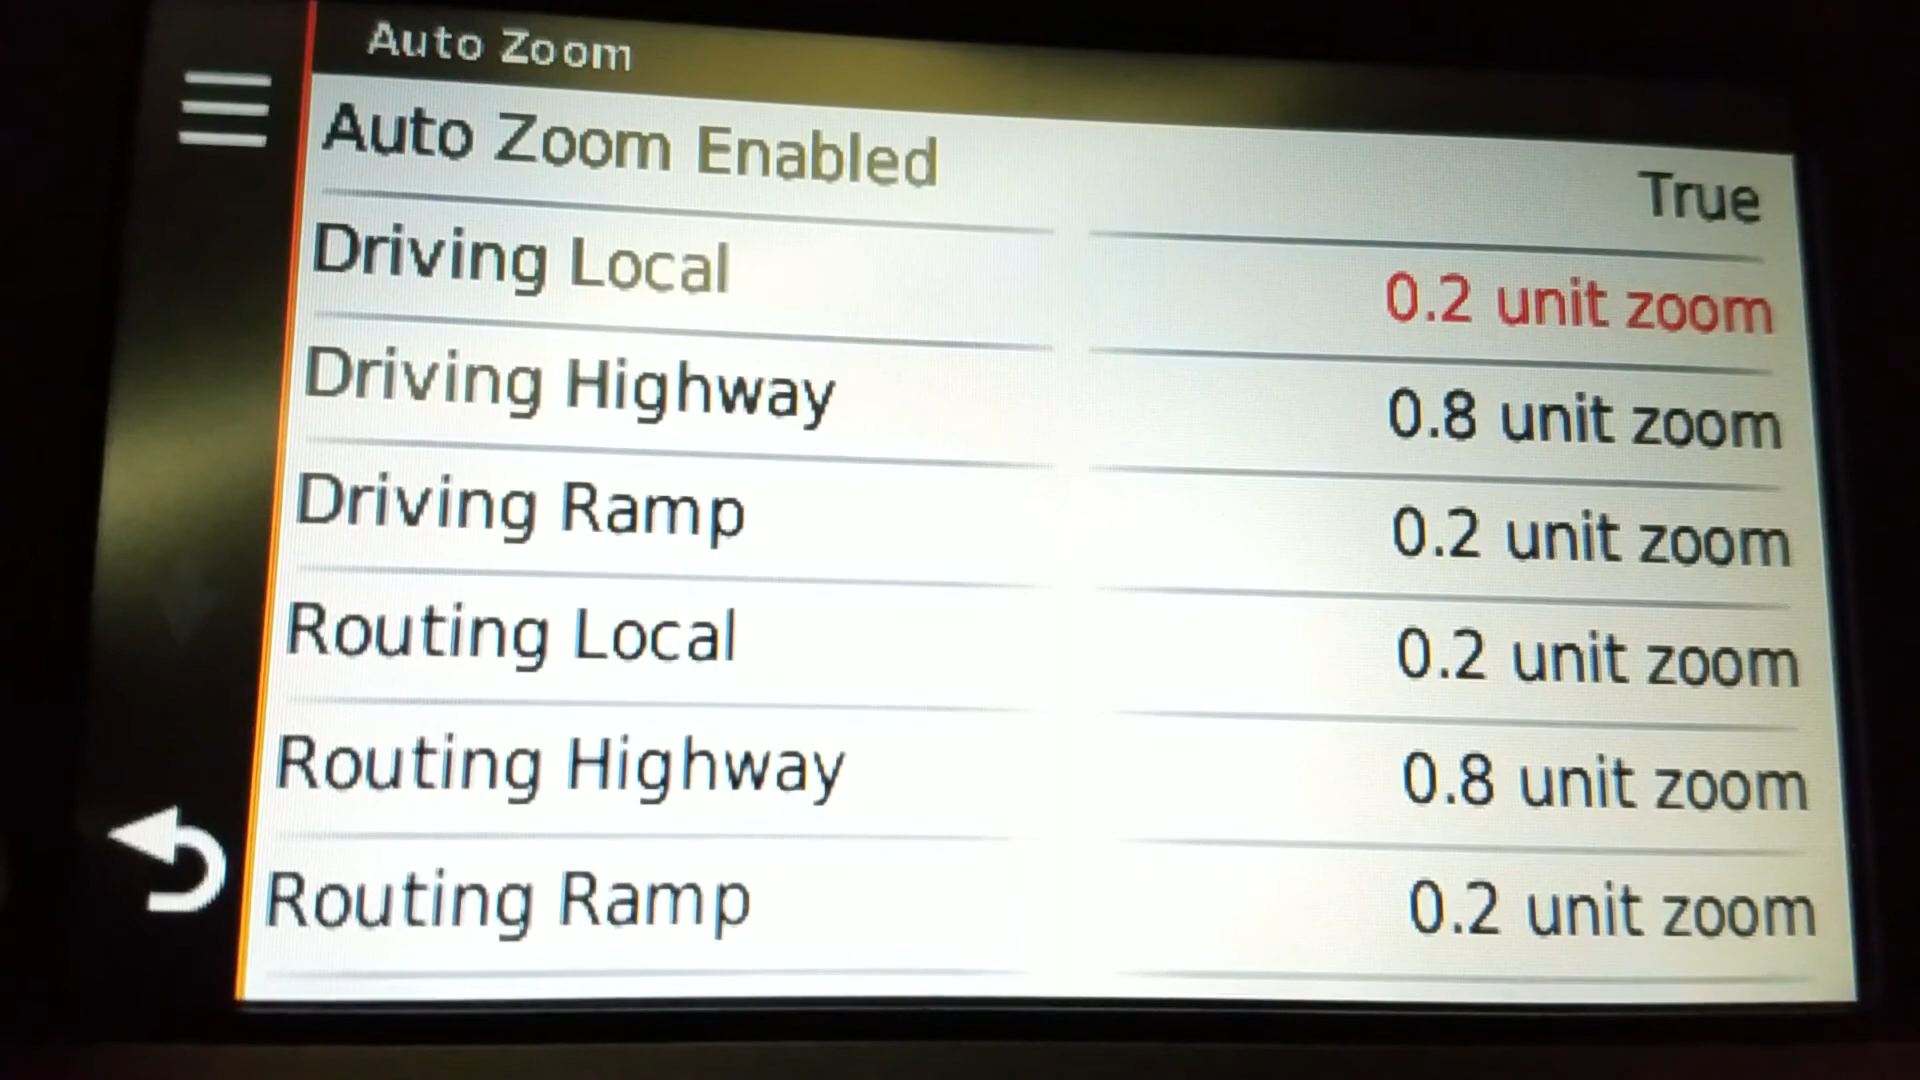 Auto Zoom
Auto Zoom Enabled True
Driving Local 0.2 unit zoom
Driving Highway 0.8 unit zoom
Driving Ramp 0.2 unit zoom
Routing Local 0.2 unit zoom
Routing Highway 0.8 unit zoom
Routing Ramp 0.2 unit zoom